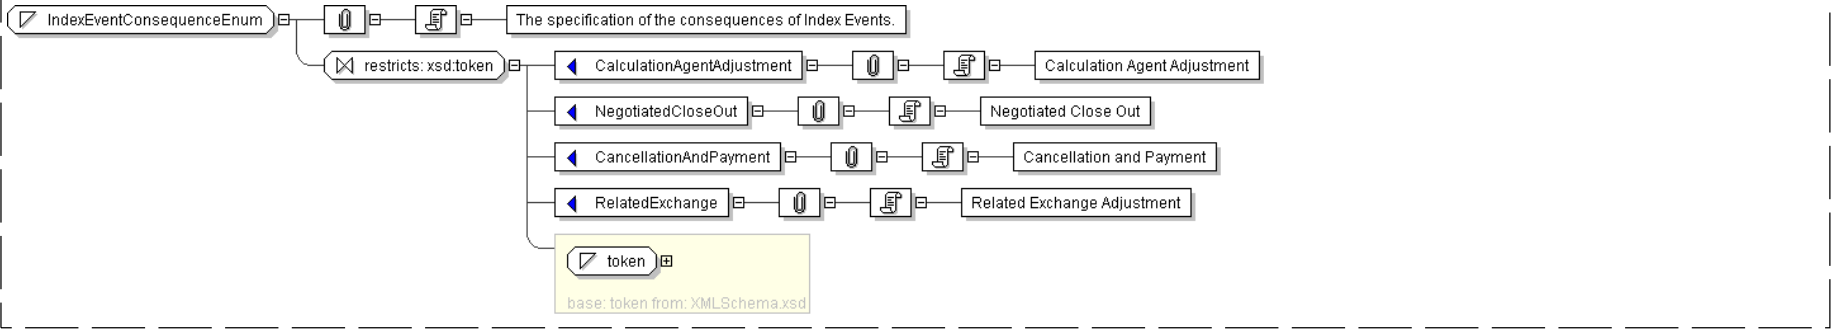 IndexEventConsequenceEnum The specification of the consequences of Index Events.
restricts: xsd:token CalculationAgentAdjustment Calculation Agent Adjustment
NegotiatedCloseOut Negotiated Close Out
CancellationAndPayment Cancellation and Payment
RelatedExchange Related Exchange Adjustment
token
base: token from: XMLSchema.xsd